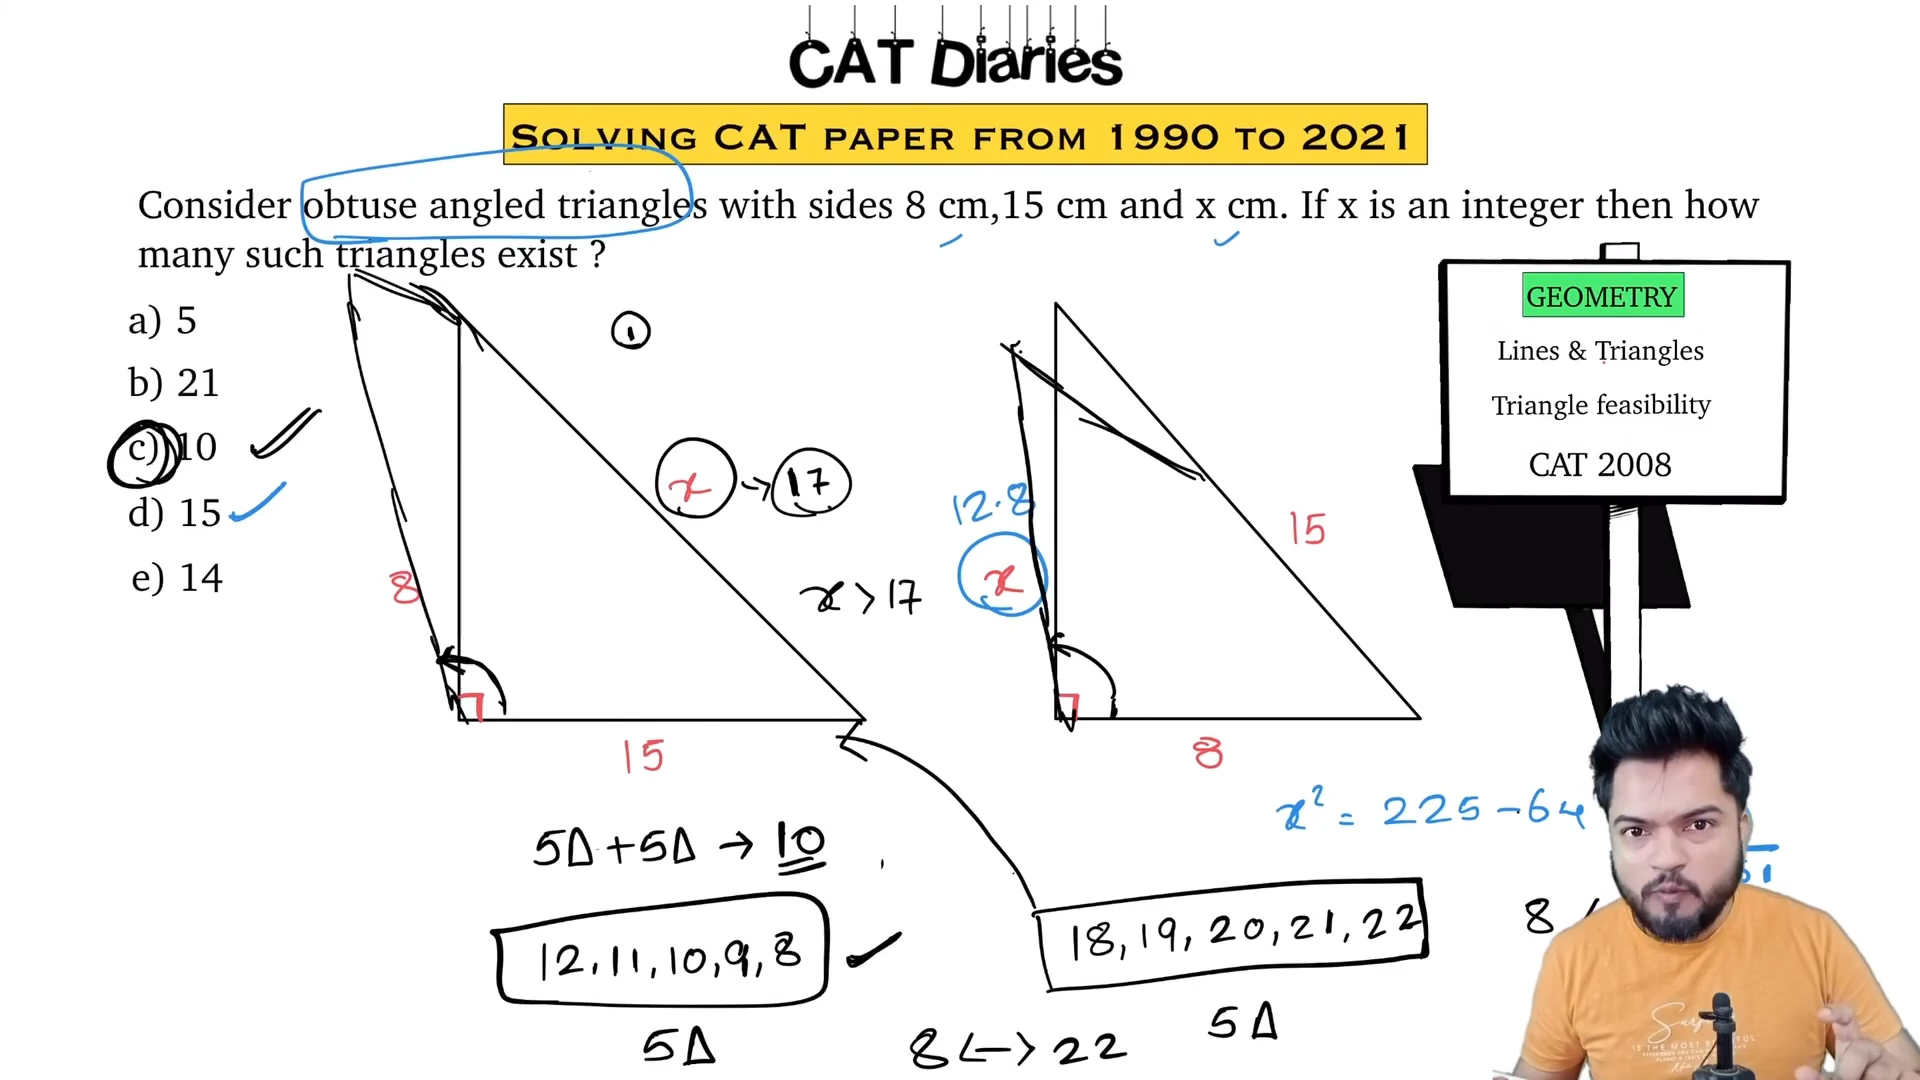 CAT Diaries
SOLVING CAT PAPER FROM 1990 TO 2021
Consider obtuse angled triangles with sides 8 cm,15 cm and x cm. If x is an integer then how
many such triangles exist ?
a) 5
b) 21
c) 10
d) 15
e) 14
GEOMETRY
Lines & Triangles
Triangle feasibility
CAT 2008
1
x → 17
8
x > 17
15
12.8
x
15
8
x² = 225 - 64
5Δ + 5Δ → 10
12, 11, 10, 9, 8
5Δ
18, 19, 20, 21, 22
5Δ
8 <-> 22
8 <